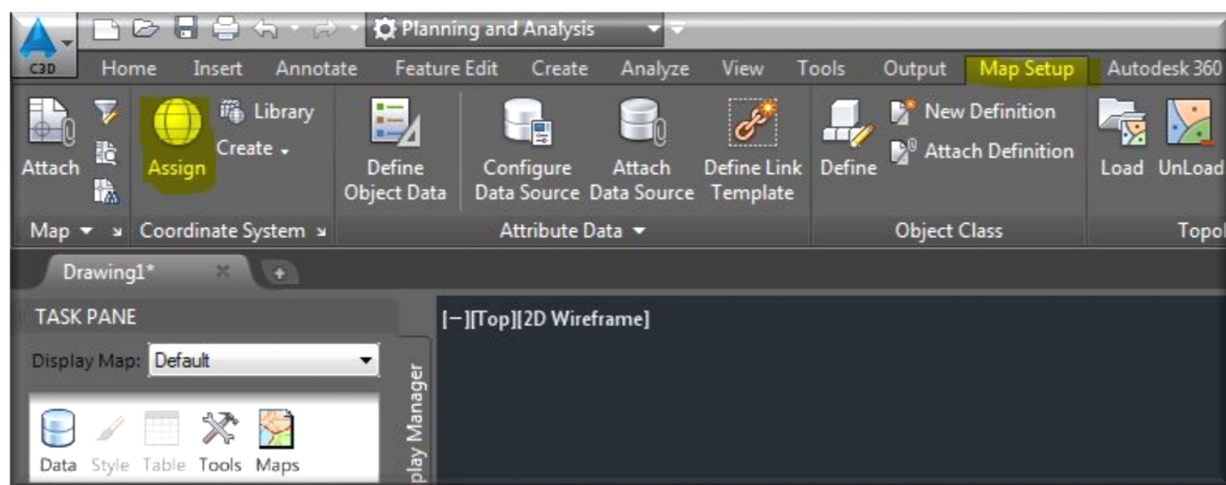 Planning and Analysis
C3D Home Insert Annotate Feature Edit Create Analyze View Tools Output Map Setup Autodesk 360
Library New Definition
Create
Attach Definition
Attach Assign Define Configure Attach Define Link Define Load UnLoad
Object Data Data Source Data Source Template
Map Coordinate System Attribute Data Object Class Topol
Drawing1*
TASK PANE [−][Top][2D Wireframe]
Display Map: Default
play Manager
Data Style Table Tools Maps